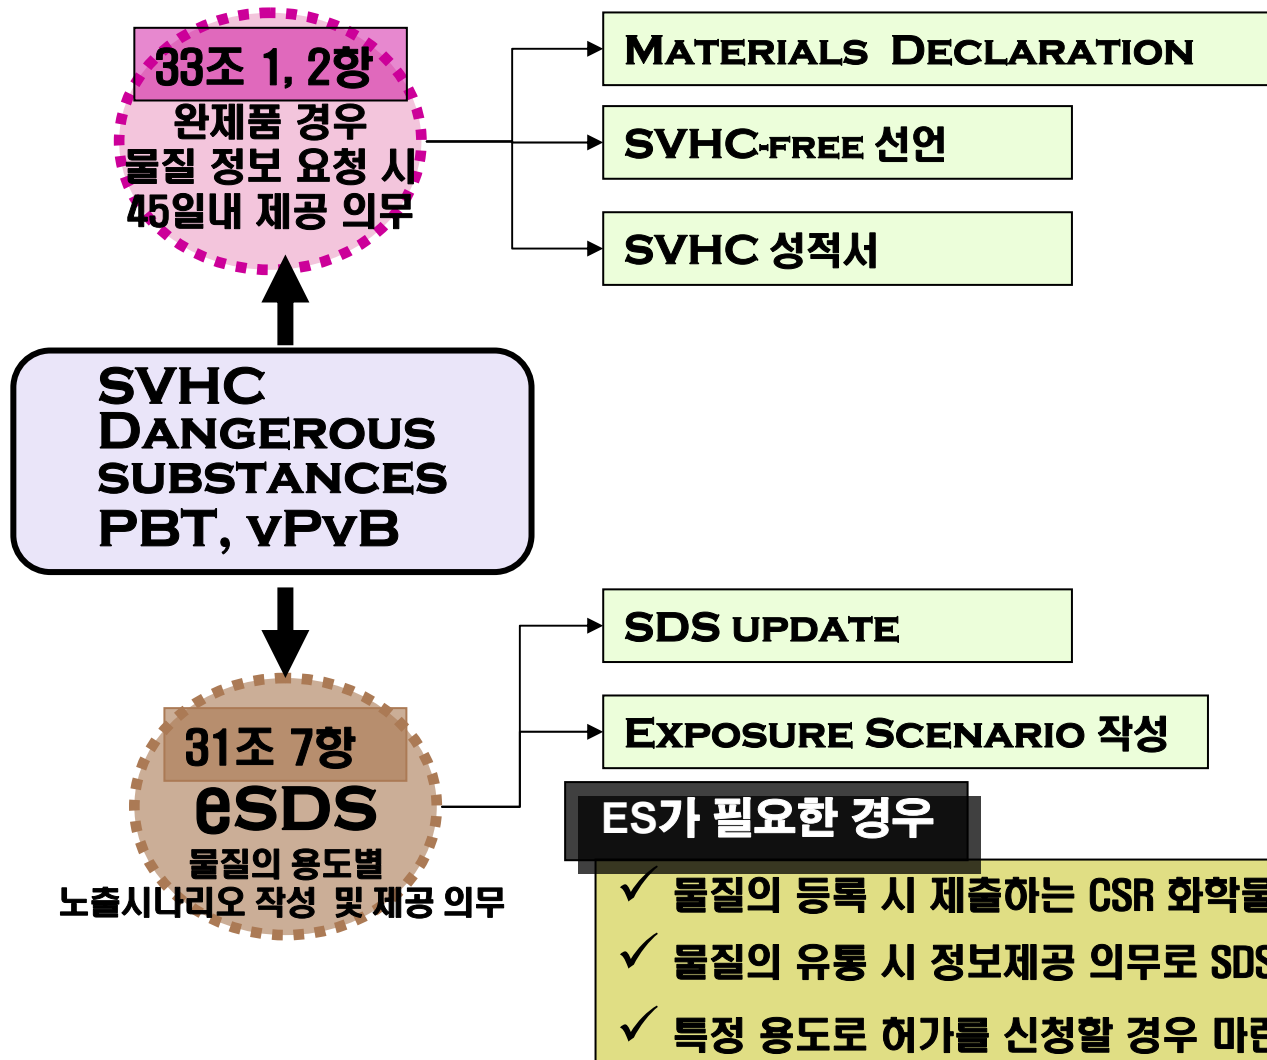 33조 1, 2항
완제품 경우
물질 정보 요청 시
45일내 제공 의무
MATERIALS DECLARATION
SVHC-FREE 선언
SVHC 성적서
SVHC
DANGEROUS
SUBSTANCES
PBT, vPvB
SDS UPDATE
EXPOSURE SCENARIO 작성
31조 7항
eSDS
물질의 용도별
노출시나리오 작성 및 제공 의무
ES가 필요한 경우
물질의 등록 시 제출하는 CSR 화학물
물질의 유통 시 정보제공 의무로 SDS
특정 용도로 허가를 신청할 경우